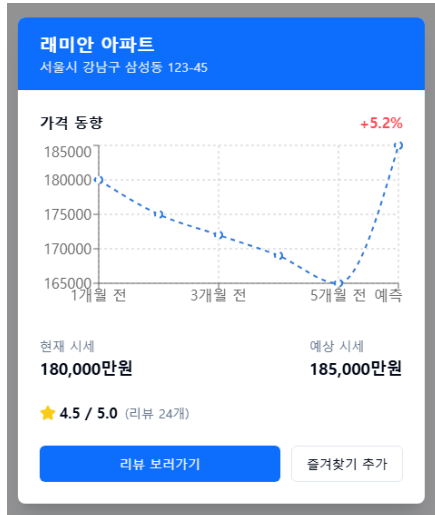 래미안 아파트
서울시 강남구 삼성동 123-45
가격 동향 +5.2%
185000
180000
175000
170000
165000
1개월 전 3개월 전 5개월 전 예측
현재 시세 예상 시세
180,000만원 185,000만원
4.5 / 5.0 (리뷰 24개)
리뷰 보러가기 즐겨찾기 추가